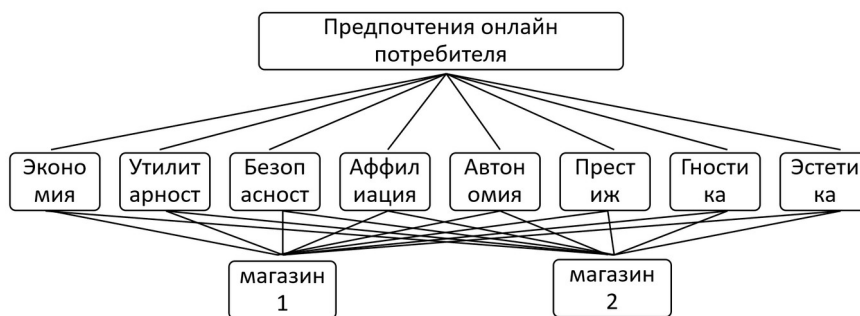 Предпочтения онлайн
потребителя
Эконо
мия
Утилит
арност
Безоп
асност
Аффил
иация
Автон
омия
Прест
иж
Гности
ка
Эстети
ка
магазин
1
магазин
2